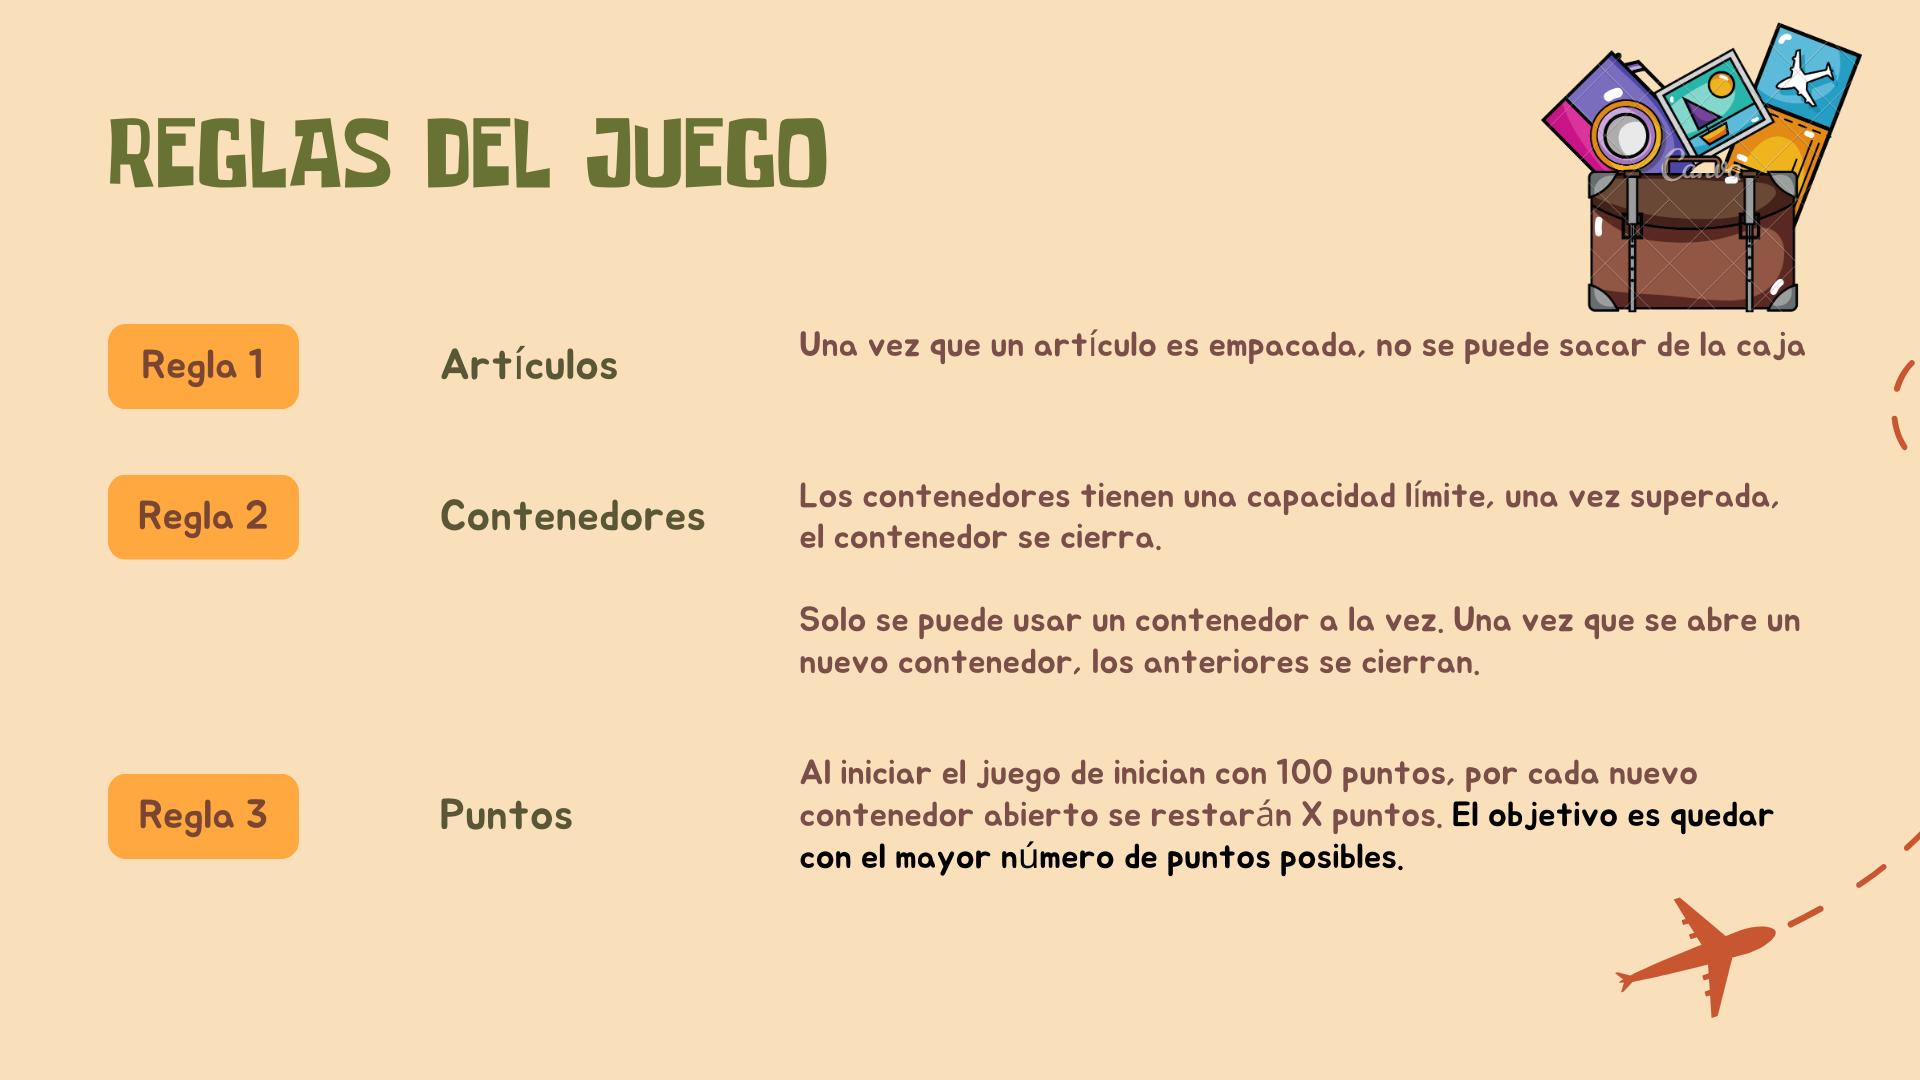 REGLAS DEL JUEGO
Canva
Regla 1
Artículos
Una vez que un artículo es empacada, no se puede sacar de la caja
Regla 2
Contenedores
Los contenedores tienen una capacidad límite, una vez superada,
el contenedor se cierra.
Solo se puede usar un contenedor a la vez. Una vez que se abre un
nuevo contenedor, los anteriores se cierran.
Regla 3
Puntos
Al iniciar el juego de inician con 100 puntos, por cada nuevo
contenedor abierto se restarán X puntos. El objetivo es quedar
con el mayor número de puntos posibles.